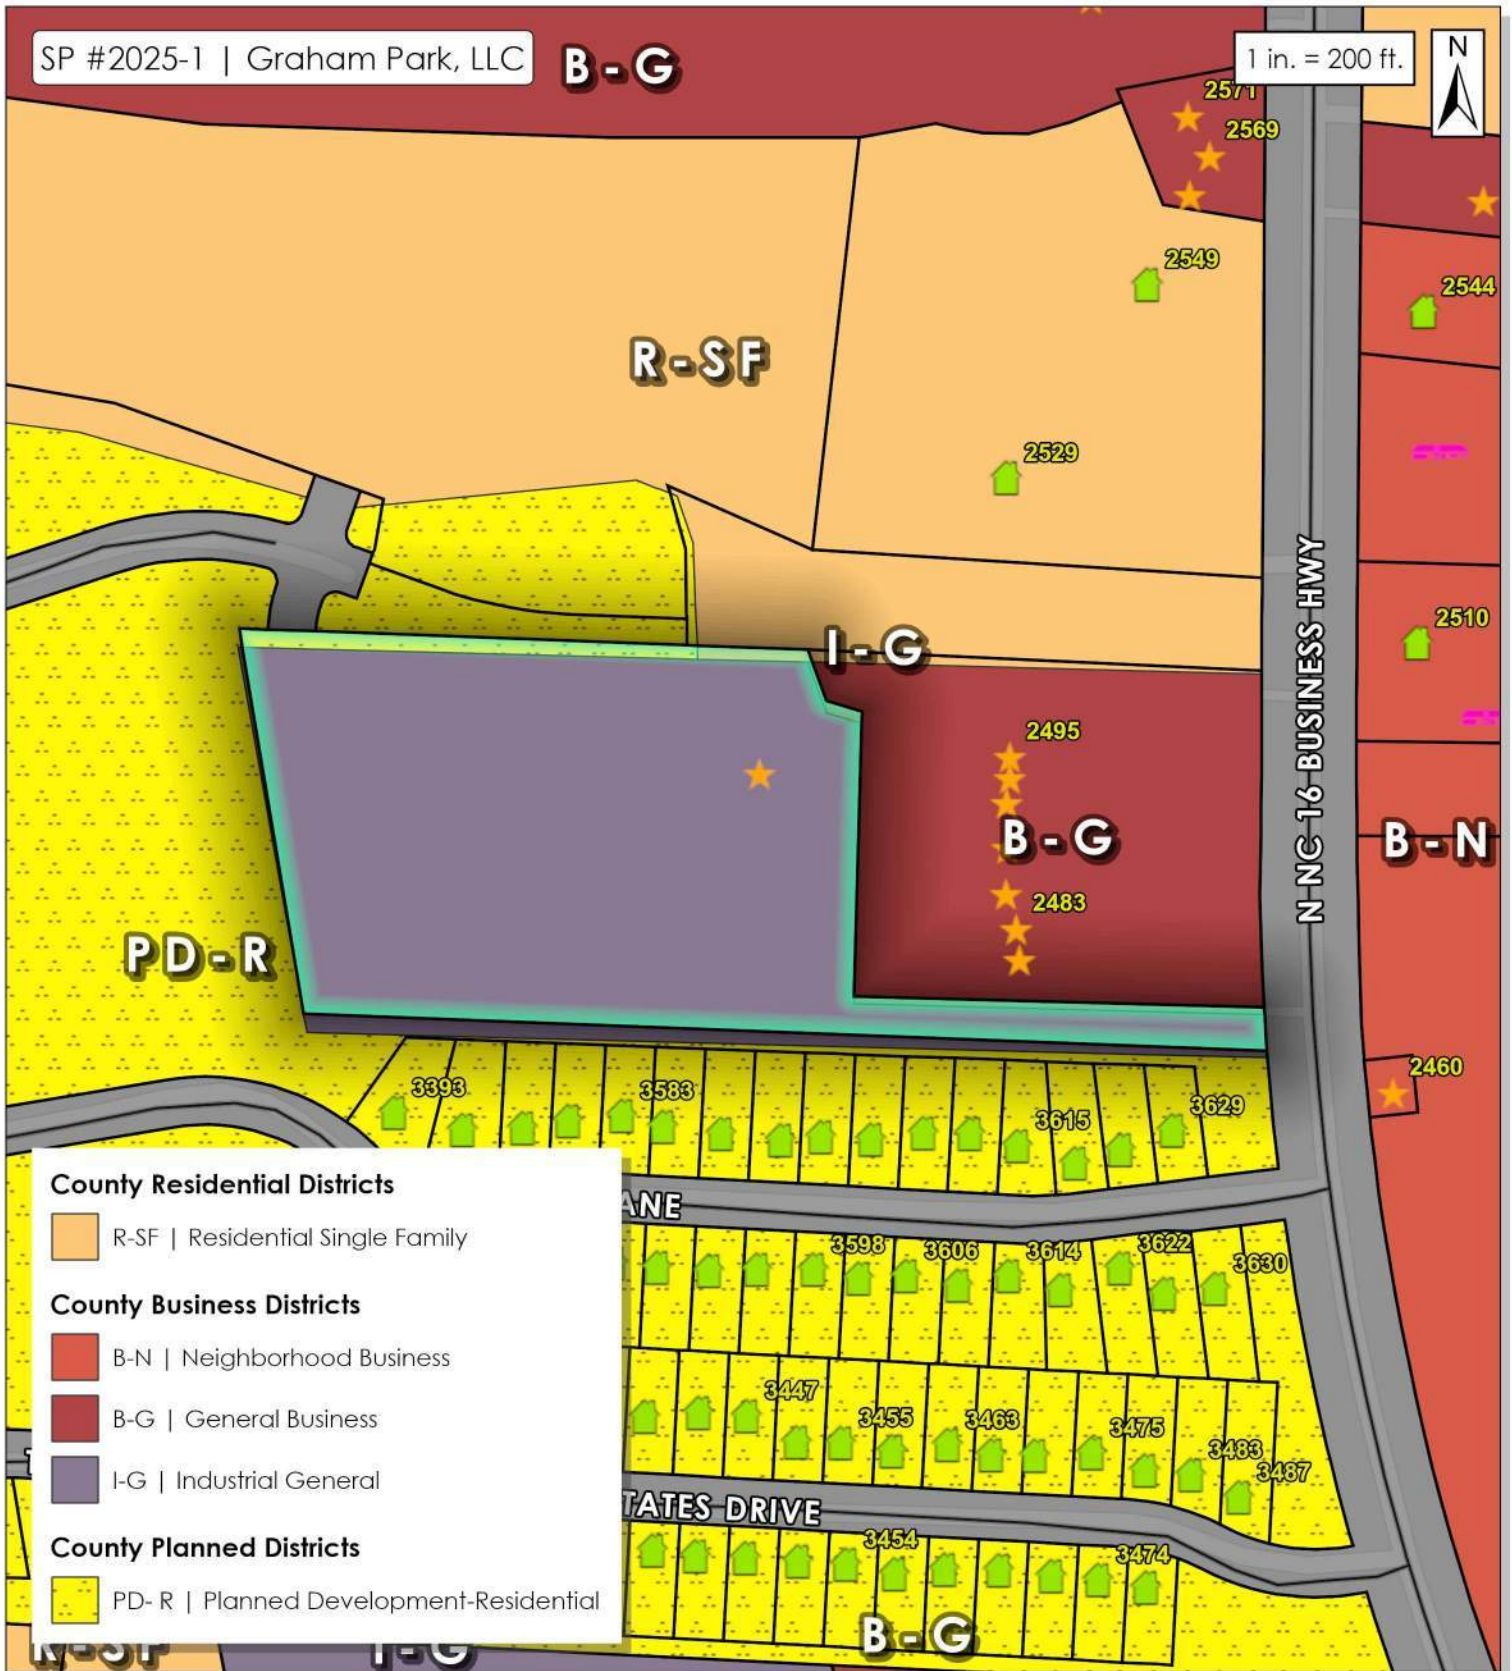 SP #2025-1 | Graham Park, LLC
B-G
1 in. = 200 ft.
N
2571
2569
2549
2544
R-SF
2529
N NC 16 BUSINESS HWY
2510
I-G
2495
B-G
B-N
2483
PD-R
2460
3393
3583
3615
3629
ANE
3598
3606
3614
3622
3630
3447
3455
3463
3475
3483
3487
TATES DRIVE
3454
3474
B-G
County Residential Districts
R-SF | Residential Single Family
County Business Districts
B-N | Neighborhood Business
B-G | General Business
I-G | Industrial General
County Planned Districts
PD- R | Planned Development-Residential
R-SF
I-G